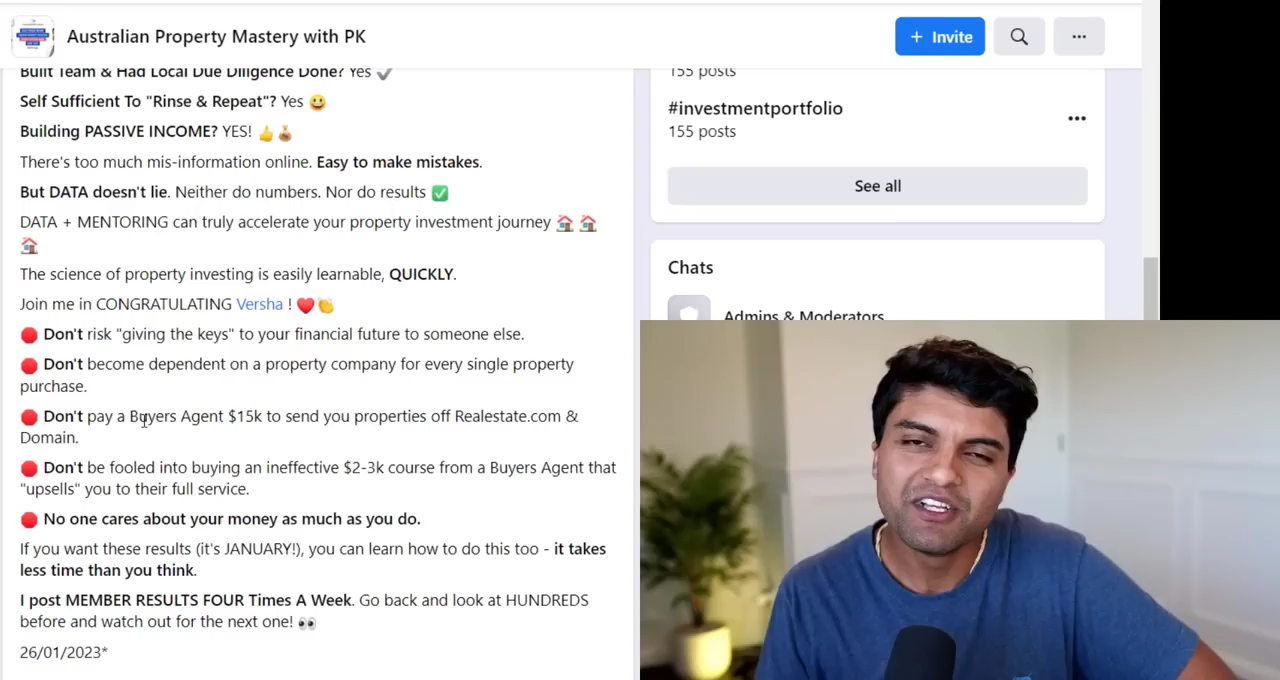 Australian Property Mastery with PK
+ Invite
Built Team & Had Local Due Diligence Done? Yes ✔
155 posts
Self Sufficient To "Rinse & Repeat"? Yes 😀
#investmentportfolio
Building PASSIVE INCOME? YES! 👍 💰
155 posts
There's too much mis-information online. Easy to make mistakes.
But DATA doesn't lie. Neither do numbers. Nor do results ✅
See all
DATA + MENTORING can truly accelerate your property investment journey 🏠 🏠
🏠
The science of property investing is easily learnable, QUICKLY.
Chats
Join me in CONGRATULATING Versha ! ❤️👏
Admins & Moderators
🛑 Don't risk "giving the keys" to your financial future to someone else.
🛑 Don't become dependent on a property company for every single property
purchase.
🛑 Don't pay a Buyers Agent $15k to send you properties off Realestate.com &
Domain.
🛑 Don't be fooled into buying an ineffective $2-3k course from a Buyers Agent that
"upsells" you to their full service.
🛑 No one cares about your money as much as you do.
If you want these results (it's JANUARY!), you can learn how to do this too - it takes
less time than you think.
I post MEMBER RESULTS FOUR Times A Week. Go back and look at HUNDREDS
before and watch out for the next one! 👀
26/01/2023*